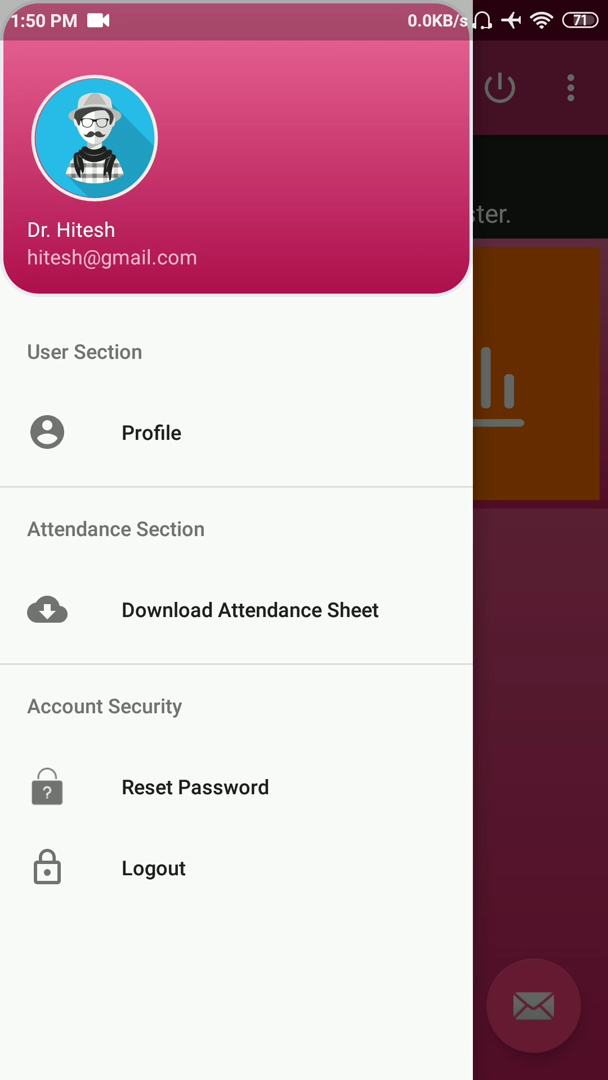 1:50 PM 0.0KB/s 71
ster.
Dr. Hitesh
hitesh@gmail.com
User Section
Profile
Attendance Section
Download Attendance Sheet
Account Security
? Reset Password
Logout